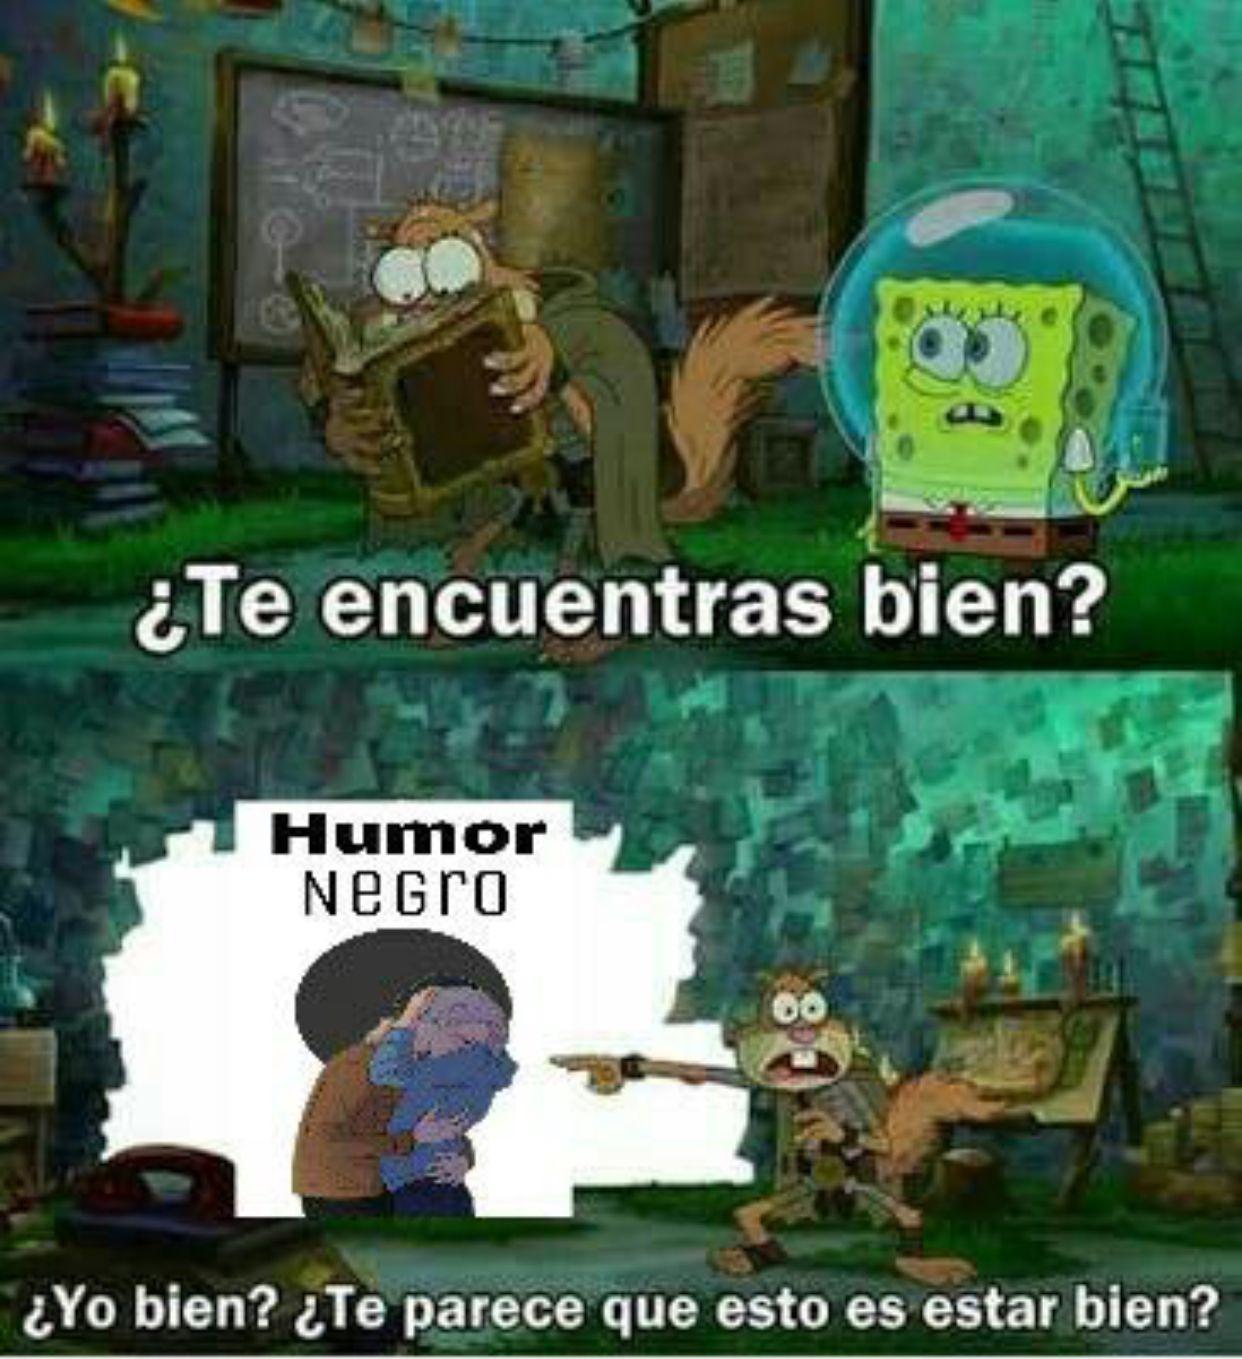 ¿Te encuentras bien?
Humor
Negro
¿Yo bien? ¿Te parece que esto es estar bien?